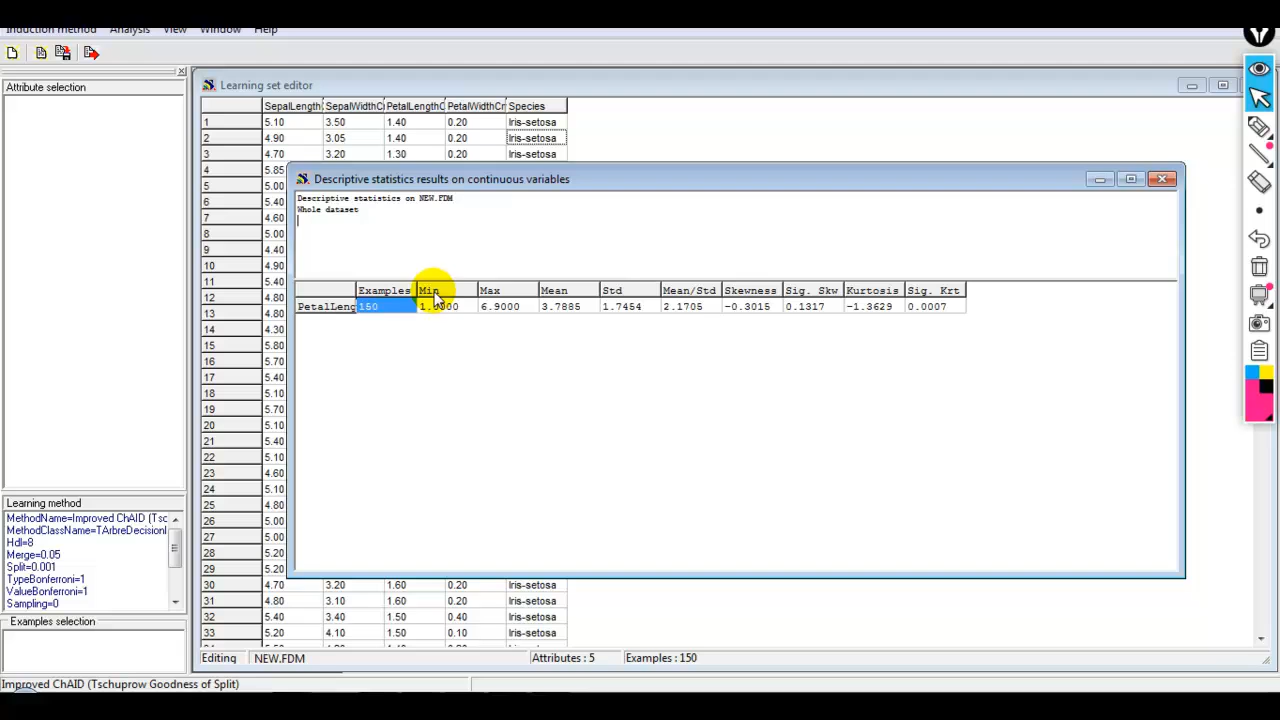 Induction method Analysis View Window Help
Attribute selection
Learning set editor
SepalLength SepalWidthC PetalLengthC PetalWidthCr Species
1 5.10 3.50 1.40 0.20 Iris-setosa
2 4.90 3.05 1.40 0.20 Iris-setosa
3 4.70 3.20 1.30 0.20 Iris-setosa
4 5.85
5 5.00
6 5.40
7 4.60
8 5.00
9 4.40
10 4.90
11 5.40
12 4.80
13 4.80
14 4.30
15 5.80
16 5.70
17 5.40
18 5.10
19 5.70
20 5.10
21 5.40
22 5.10
23 4.60
24 5.10
25 4.80
26 5.00
27 5.00
28 5.20
29 5.20
30 4.70 3.20 1.60 0.20 Iris-setosa
31 4.80 3.10 1.60 0.20 Iris-setosa
32 5.40 3.40 1.50 0.40 Iris-setosa
33 5.20 4.10 1.50 0.10 Iris-setosa
Descriptive statistics results on continuous variables
Descriptive statistics on NEW.FDM
Whole dataset
Examples Min Max Mean Std Mean/Std Skewness Sig. Skw Kurtosis Sig. Krt
PetalLeng 150 6.9000 3.7885 1.7454 2.1705 -0.3015 0.1317 -1.3629 0.0007
Learning method
MethodName=Improved ChAID (Tsc
MethodClassName=TArbreDecisionI
Hdl=8
Merge=0.05
Split=0.001
TypeBonferroni=1
ValueBonferroni=1
Sampling=0
Examples selection
Editing NEW.FDM Attributes : 5 Examples : 150
Improved ChAID (Tschuprow Goodness of Split)